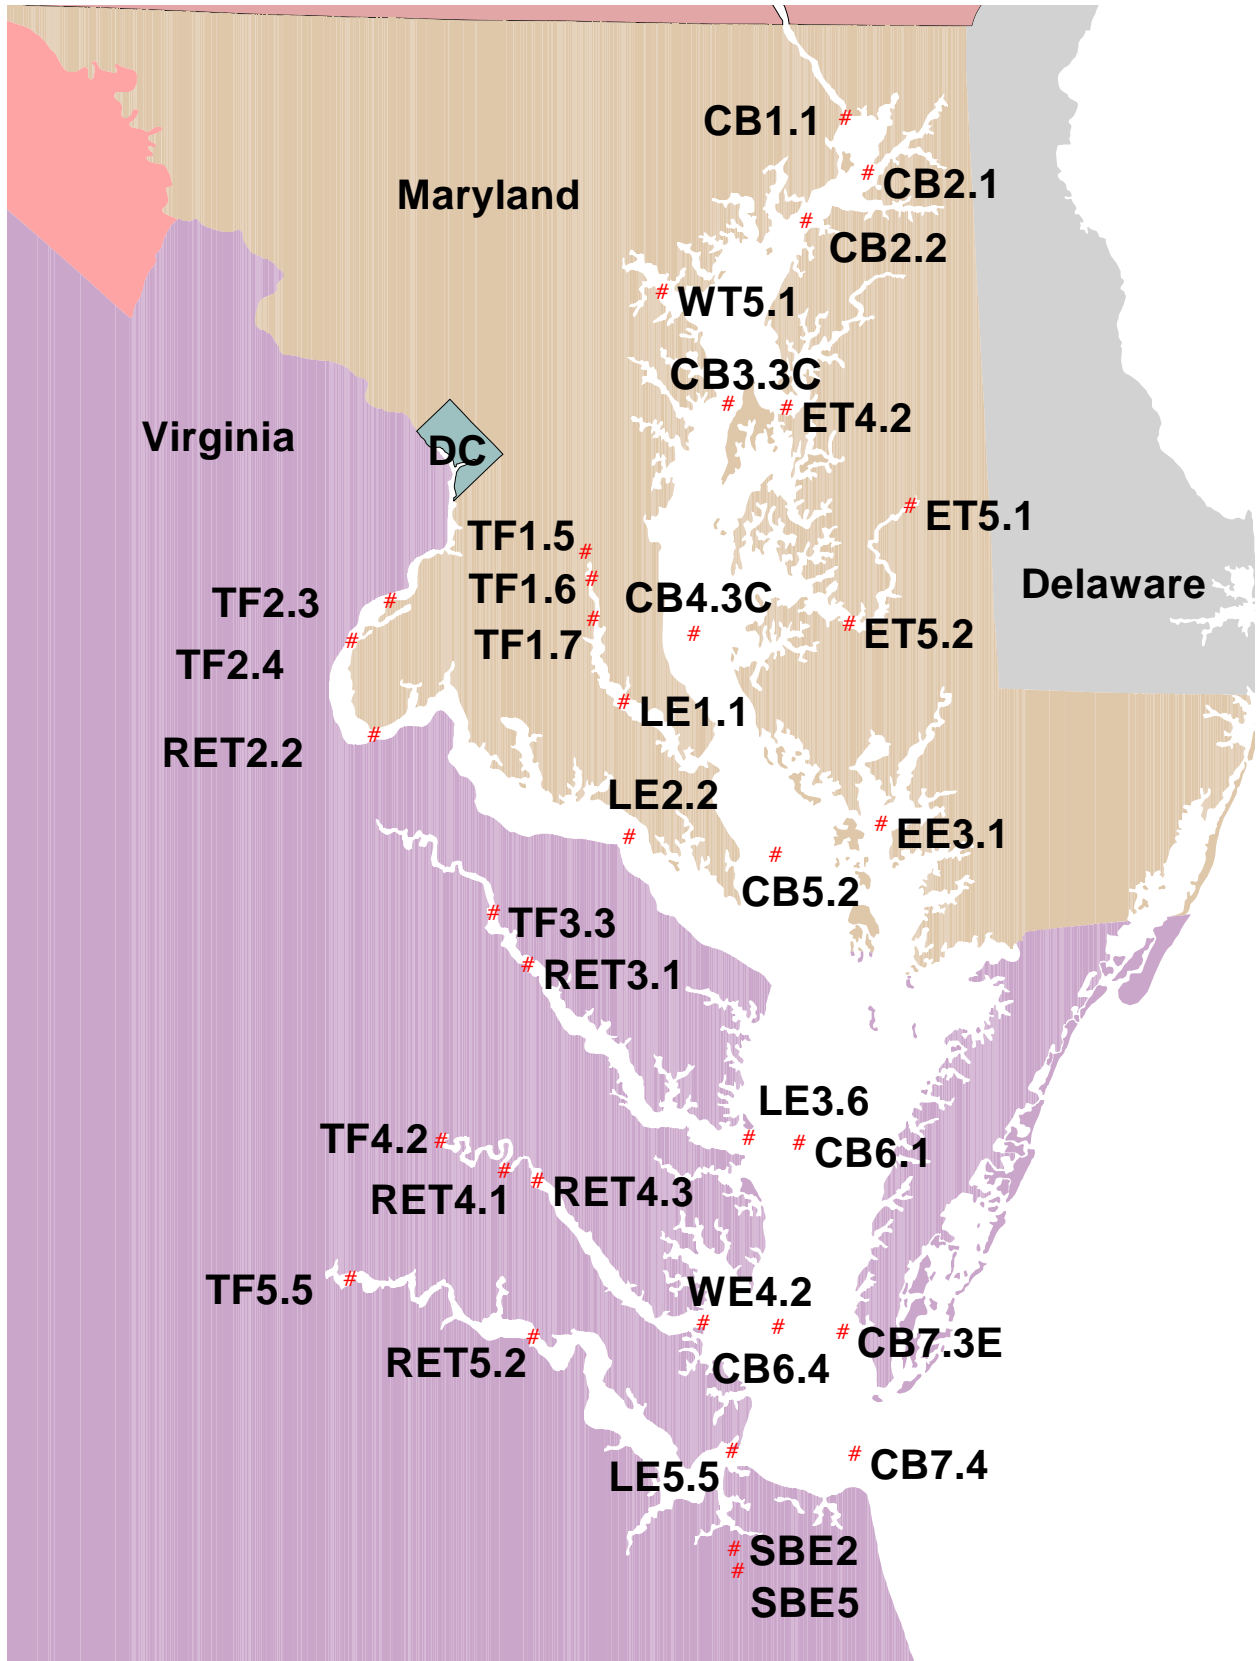 CB1.1
CB2.1
Maryland
CB2.2
WT5.1
CB3.3C
ET4.2
Virginia
DC
ET5.1
TF1.5
TF1.6
CB4.3C
Delaware
TF2.3
TF1.7
ET5.2
TF2.4
LE1.1
RET2.2
LE2.2
EE3.1
CB5.2
TF3.3
RET3.1
LE3.6
TF4.2
CB6.1
RET4.1
RET4.3
TF5.5
WE4.2
CB7.3E
RET5.2
CB6.4
LE5.5
CB7.4
SBE2
SBE5